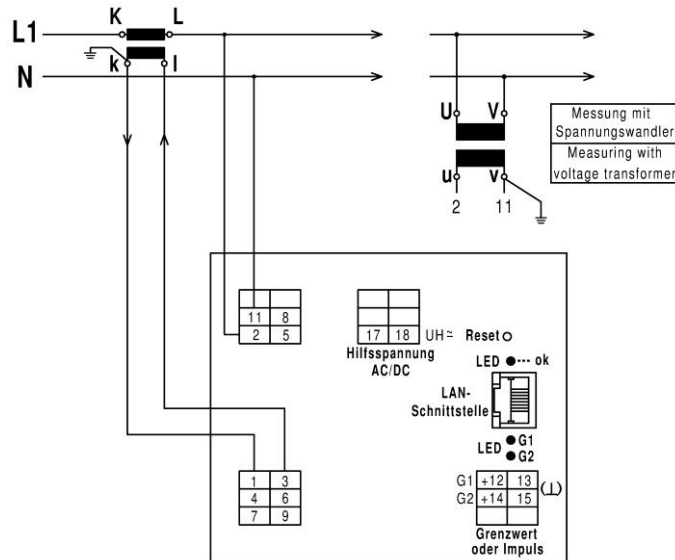 K L
L1
k l
N
U V
Messung mit
Spannungswandler
Measuring with
voltage transformer
u v
2 11
11 8
2 5
17 18 UH ≃
Hilfsspannung
AC/DC
Reset
LED --- ok
LAN-
Schnittstelle
LED G1
G2
1 3
4 6
7 9
G1 +12 13 (⊥)
G2 +14 15
Grenzwert
oder Impuls